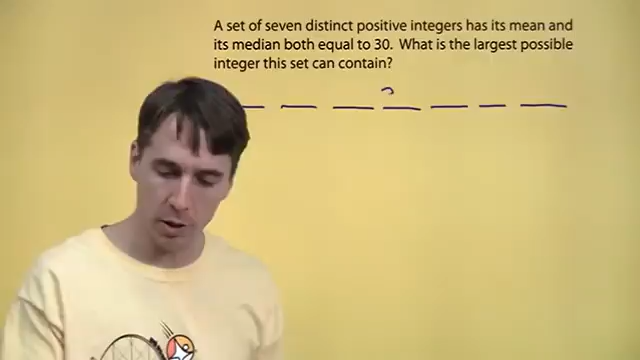 A set of seven distinct positive integers has its mean and
its median both equal to 30. What is the largest possible
integer this set can contain?